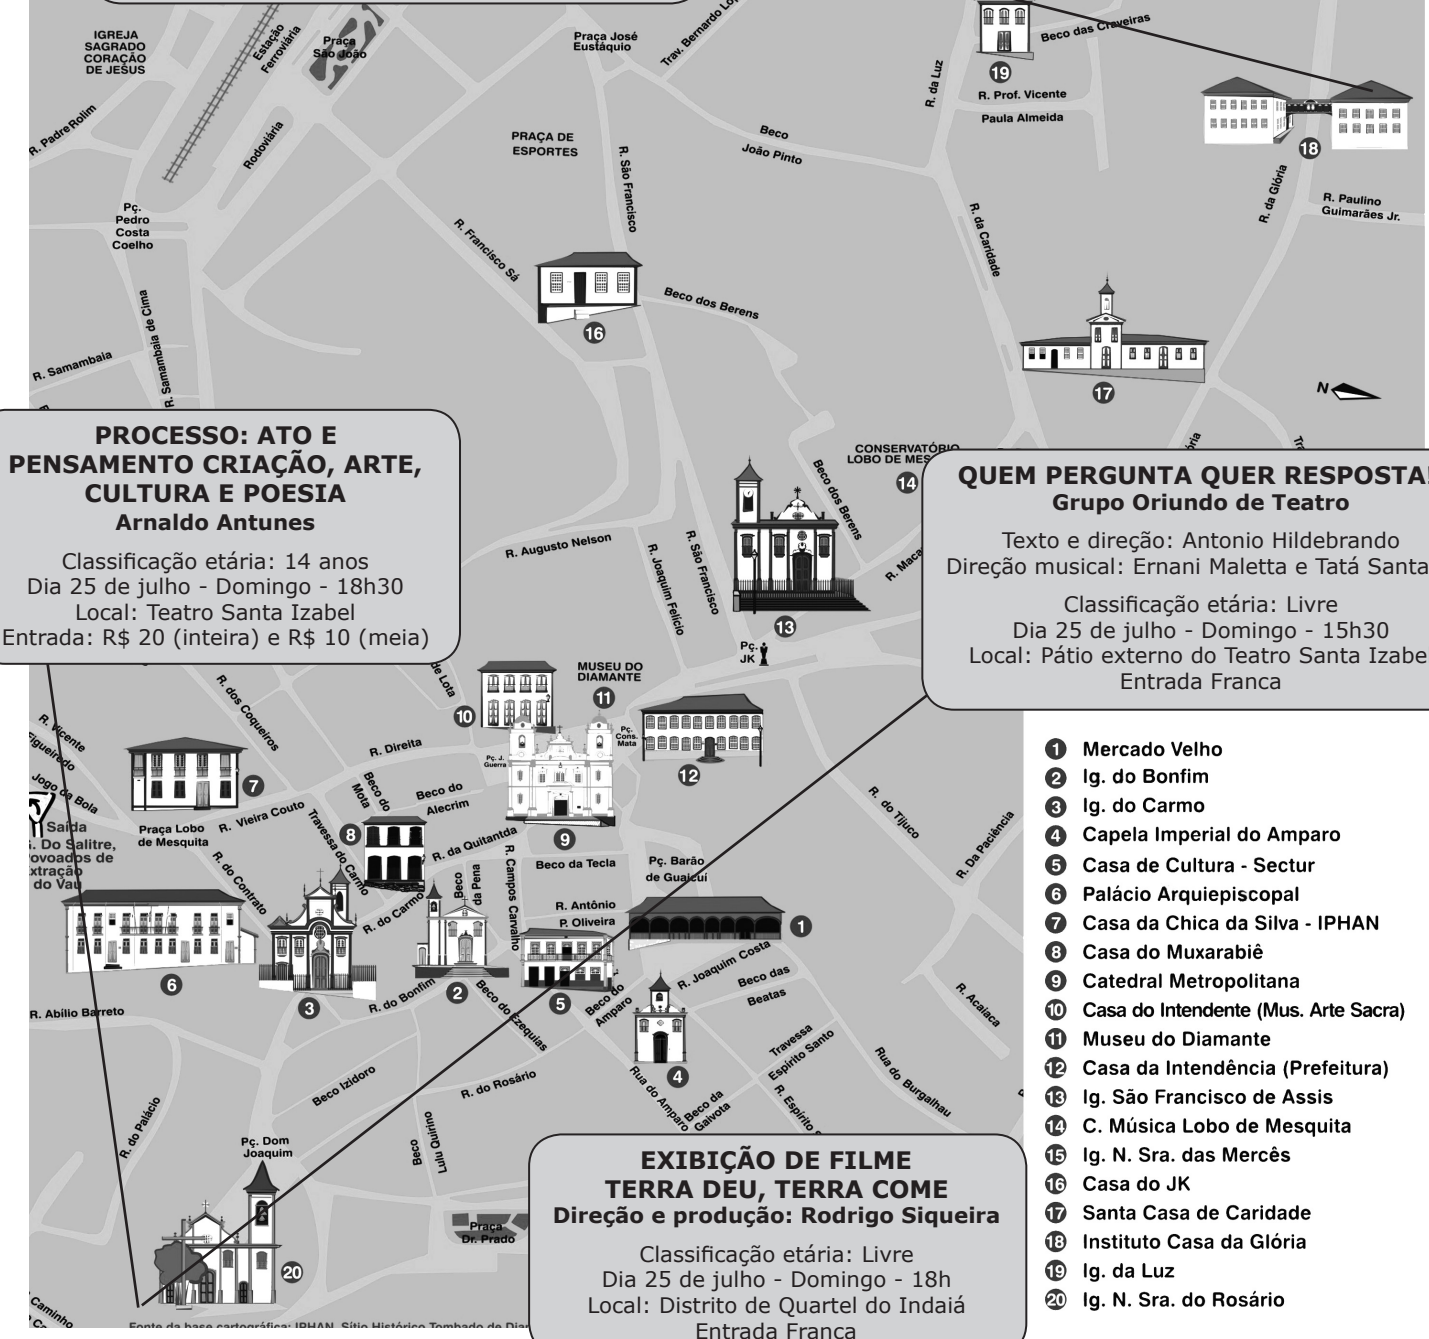 IGREJA
SAGRADO
CORAÇÃO
DE JESUS
Estação
Ferroviária
Praça
São João
Praça José
Eustáquio
Beco das Craveiras
19
R. da Luz
R. Prof. Vicente
Paula Almeida
18
R. Padre Rolim
Rodoviária
PRAÇA DE
ESPORTES
Beco
João Pinto
R. São Francisco
R. da Glória
R. Paulino
Guimarães Jr.
Pç.
Pedro
Costa
Coelho
R. Francisco Sá
R. da Caridade
16
Beco dos Berens
R. Samambaia
R. Samambaia de Cima
17
N
PROCESSO: ATO E
PENSAMENTO CRIAÇÃO, ARTE,
CULTURA E POESIA
Arnaldo Antunes
Classificação etária: 14 anos
Dia 25 de julho - Domingo - 18h30
Local: Teatro Santa Izabel
Entrada: R$ 20 (inteira) e R$ 10 (meia)
CONSERVATÓRIO
LOBO DE MES
14
Beco dos Berens
QUEM PERGUNTA QUER RESPOSTA!
Grupo Oriundo de Teatro
Texto e direção: Antonio Hildebrando
Direção musical: Ernani Maletta e Tatá Santa
Classificação etária: Livre
Dia 25 de julho - Domingo - 15h30
Local: Pátio externo do Teatro Santa Izabe
Entrada Franca
R. Augusto Nelson
R. Joaquim Felício
R. São Francisco
R. Maca
13
Pç.
JK
de Lota
MUSEU DO
DIAMANTE
11
10
R. dos Coqueiros
R. Vicente
Figueiredo
Jogo da Bola
Saída
Do Salitre,
ovoados de
xtração
do Vau
7
R. Direita
Pç. J.
Guerra
Pç.
Cons.
Mata
12
Praça Lobo
de Mesquita
R. Vieira Couto
Beco do
Mota
Beco do
Alecrim
8
Travessa do Carmo
R. da Quitantda
9
R. do Tijuco
R. Da Paciência
R. do Contrato
Beco
da Pena
R. Campos Carvalho
Beco da Tecla
Pç. Barão
de Guaicuí
R. do Carmo
R. Antônio
P. Oliveira
1
6
3
R. do Bonfim
2
Beco do Ezequias
5
Beco do
Amparo
R. Joaquim Costa
Beco das
Beatas
R. Abílio Barreto
R. Acaiaca
Travessa
Espirito Santo
4
Rua do Burgalhau
Beco Izidoro
R. do Rosário
Rua do Amparo
Beco da
Gaivota
R. Espírito
R. do Palácio
Beco
Lulu Quirino
Pç. Dom
Joaquim
Praça
Dr. Prado
20
Caminho
Fonte da base cartográfica: IPHAN, Sítio Histórico Tombado de
EXIBIÇÃO DE FILME
TERRA DEU, TERRA COME
Direção e produção: Rodrigo Siqueira
Classificação etária: Livre
Dia 25 de julho - Domingo - 18h
Local: Distrito de Quartel do Indaiá
Entrada Franca
1 Mercado Velho
2 Ig. do Bonfim
3 Ig. do Carmo
4 Capela Imperial do Amparo
5 Casa de Cultura - Sectur
6 Palácio Arquiepiscopal
7 Casa da Chica da Silva - IPHAN
8 Casa do Muxarabiê
9 Catedral Metropolitana
10 Casa do Intendente (Mus. Arte Sacra)
11 Museu do Diamante
12 Casa da Intendência (Prefeitura)
13 Ig. São Francisco de Assis
14 C. Música Lobo de Mesquita
15 Ig. N. Sra. das Mercês
16 Casa do JK
17 Santa Casa de Caridade
18 Instituto Casa da Glória
19 Ig. da Luz
20 Ig. N. Sra. do Rosário